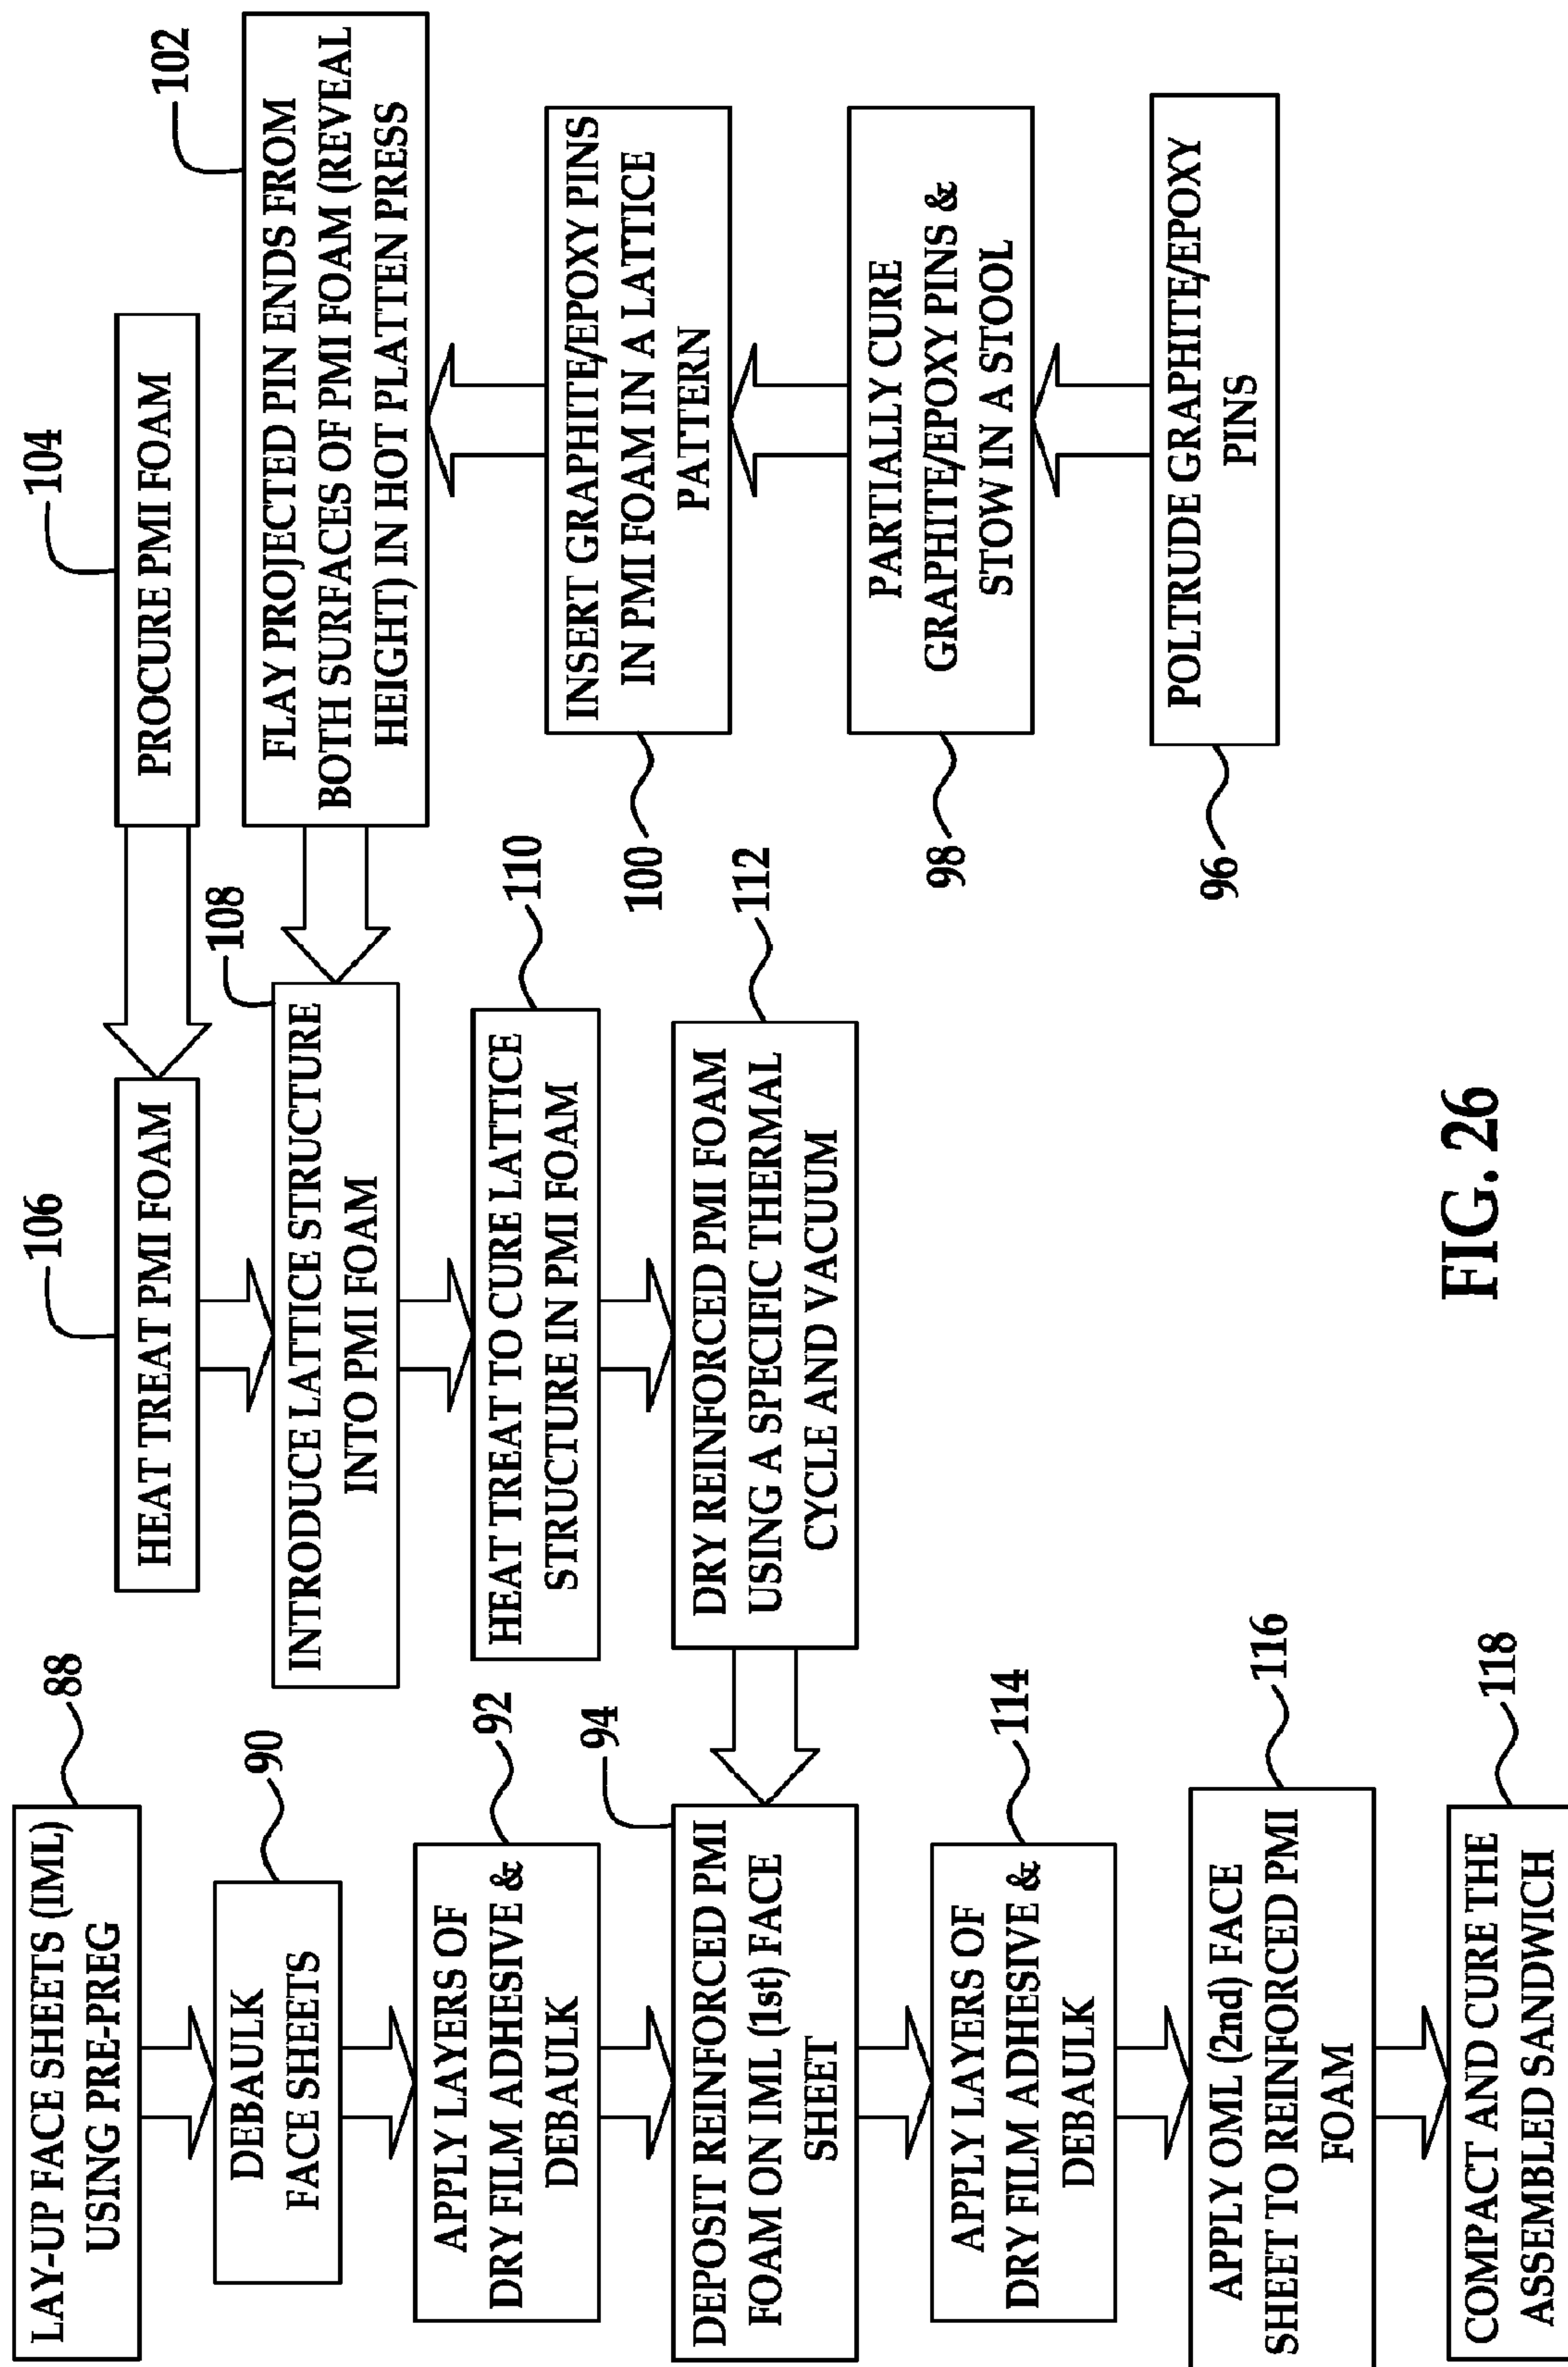 88
LAY-UP FACE SHEETS (IML)
USING PRE-PREG
90
DEBAULK
FACE SHEETS
92
APPLY LAYERS OF
DRY FILM ADHESIVE &
DEBAULK
94
DEPOSIT REINFORCED PMI
FOAM ON IML (1st) FACE
SHEET
114
APPLY LAYERS OF
DRY FILM ADHESIVE &
DEBAULK
116
APPLY OML (2nd) FACE
SHEET TO REINFORCED PMI
FOAM
118
COMPACT AND CURE THE
ASSEMBLED SANDWICH
106
HEAT TREAT PMI FOAM
108
INTRODUCE LATTICE STRUCTURE
INTO PMI FOAM
110
HEAT TREAT TO CURE LATTICE
STRUCTURE IN PMI FOAM
112
DRY REINFORCED PMI FOAM
USING A SPECIFIC THERMAL
CYCLE AND VACUUM
104
PROCURE PMI FOAM
102
FLAY PROJECTED PIN ENDS FROM
BOTH SURFACES OF PMI FOAM (REVEAL
HEIGHT) IN HOT PLATTEN PRESS
100
INSERT GRAPHITE/EPOXY PINS
IN PMI FOAM IN A LATTICE
PATTERN
98
PARTIALLY CURE
GRAPHITE/EPOXY PINS &
STOW IN A STOOL
96
POLTRUDE GRAPHITE/EPOXY
PINS
FIG. 26